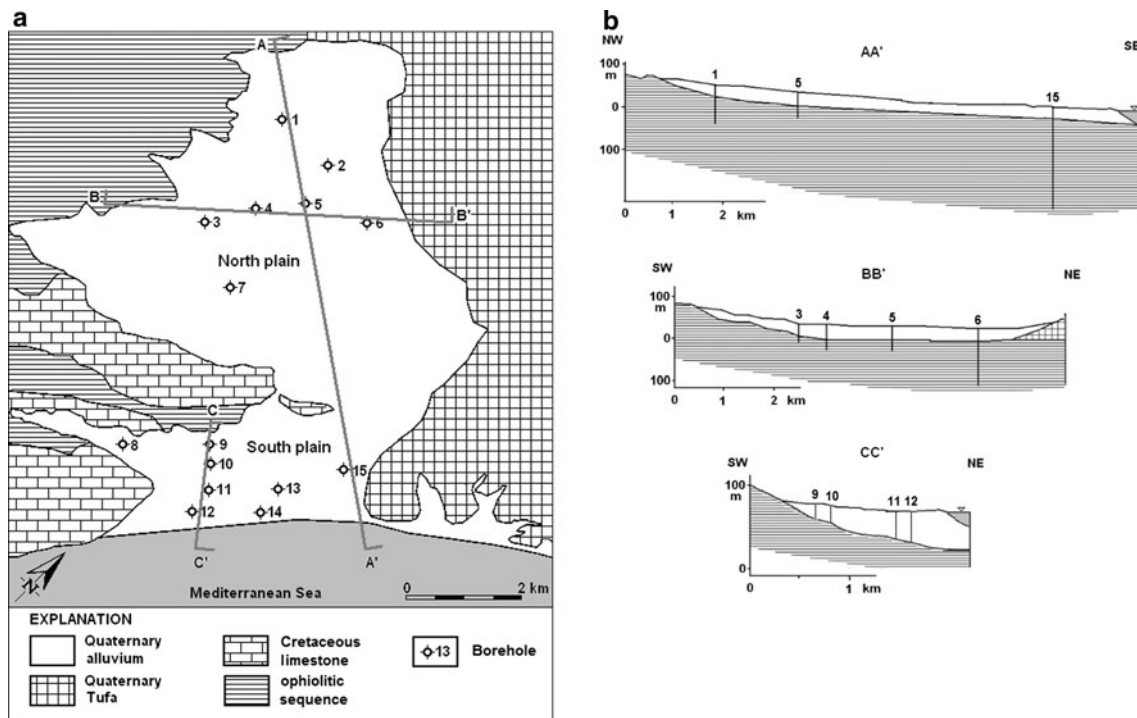 a
A
1
2
B
4
5
B'
3
6
North plain
7
C
South plain
8
9
10
15
11
13
12
14
C'
A'
N
Mediterranean Sea
0 2 km
EXPLANATION
Quaternary alluvium
Cretaceous limestone
13 Borehole
Quaternary Tufa
ophiolitic sequence
b
NW AA' SE
100 m
0
100
1 5 15
0 1 2 km
SW BB' NE
100 m
0
100
3 4 5 6
0 1 2 km
CC'
SW NE
100 m
0
9 10 11 12
0 1 km